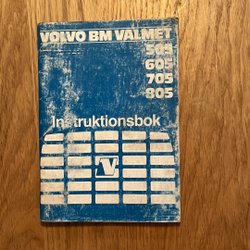 VOLVO BM VALMET
505
605
705
805
Instruktionsbok
V